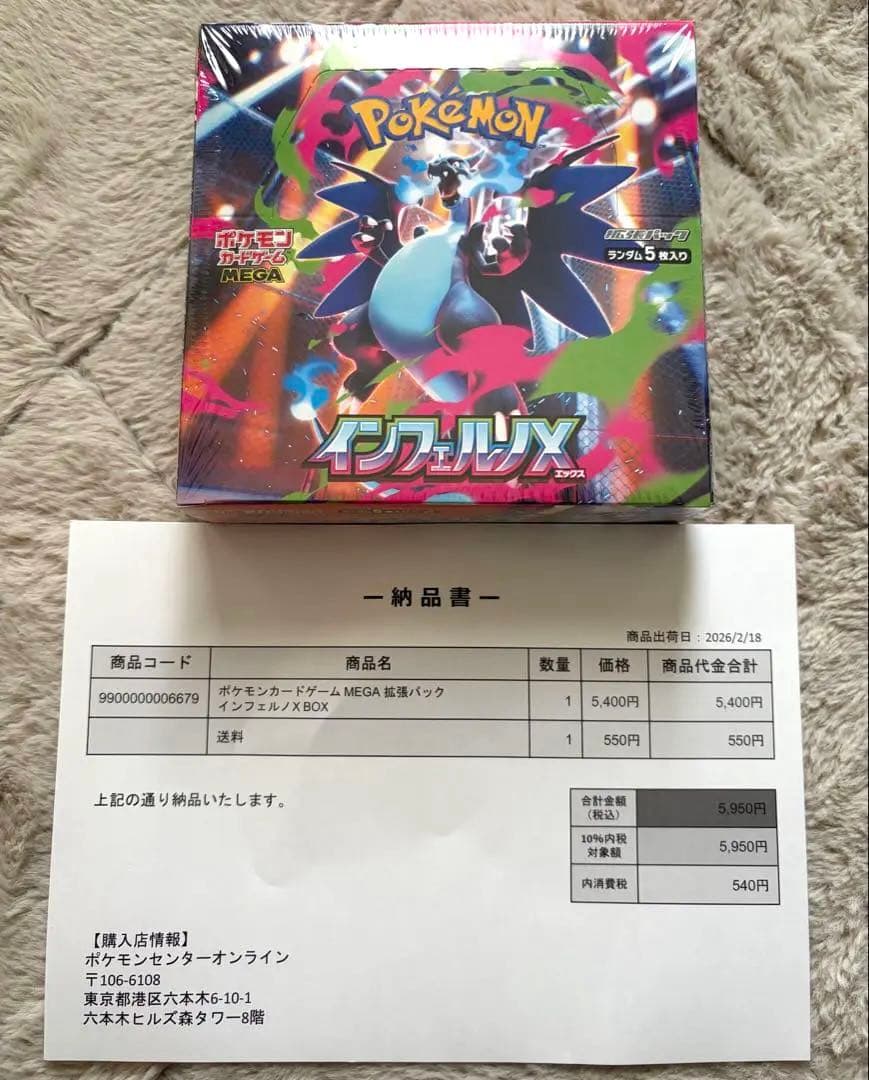 POKéMON
ポケモン
カードゲーム
MEGA
拡張パック
ランダム5枚入り
インフェルノX
エックス
ー納品書ー
商品出荷日：2026/2/18
商品コード 商品名 数量 価格 商品代金合計
9900000006679 ポケモンカードゲーム MEGA 拡張パック
インフェルノX BOX 1 5,400円 5,400円
送料 1 550円 550円
上記の通り納品いたします。
合計金額
（税込） 5,950円
10%内税
対象額 5,950円
内消費税 540円
【購入店情報】
ポケモンセンターオンライン
〒106-6108
東京都港区六本木6-10-1
六本木ヒルズ森タワー8階